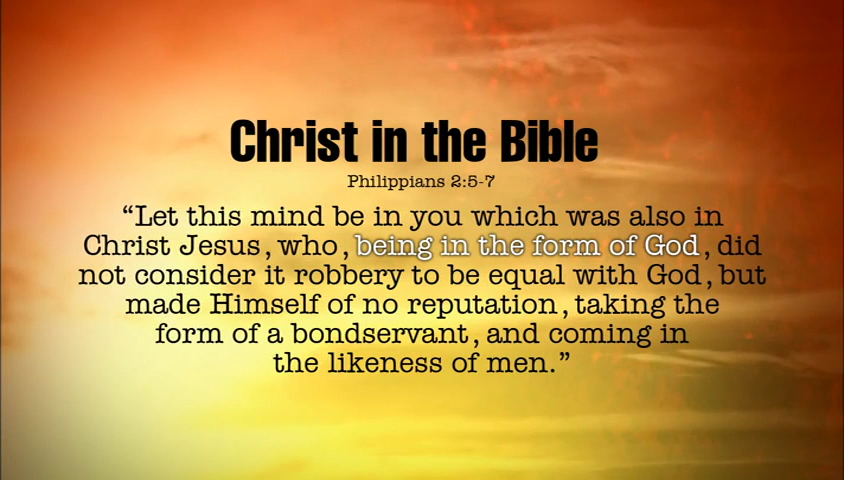 Christ in the Bible
Philippians 2:5-7
“Let this mind be in you which was also in
Christ Jesus, who, being in the form of God, did
not consider it robbery to be equal with God, but
made Himself of no reputation, taking the
form of a bondservant, and coming in
the likeness of men.”